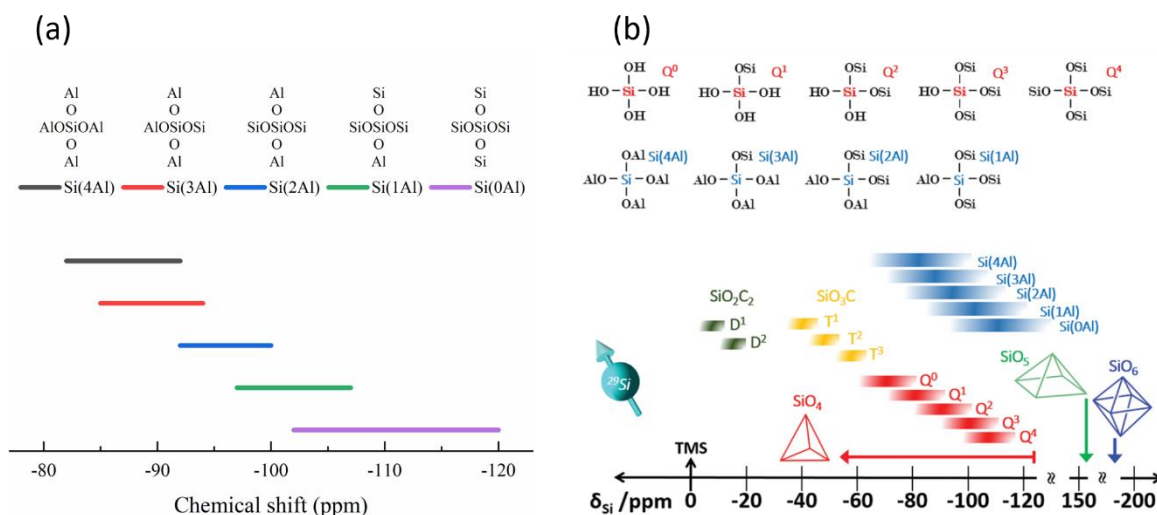 (a)
Al Al Al Si Si
O O O O O
AlOSiOAl AlOSiOSi SiOSiOSi SiOSiOSi SiOSiOSi
O O O O O
Al Al Al Al Si
Si(4Al) Si(3Al) Si(2Al) Si(1Al) Si(0Al)
-80 -90 -100 -110 -120
Chemical shift (ppm)
(b)
OH Q⁰ OSi Q¹ OSi Q² OSi Q³ OSi Q⁴
HO Si OH HO Si OH HO Si OSi HO Si OSi SiO Si OSi
OH OH OH OSi OSi
OAl Si(4Al) OSi Si(3Al) OSi Si(2Al) OSi Si(1Al)
AlO Si OAl AlO Si OAl AlO Si OSi AlO Si OSi
OAl OAl OAl OSi
Si(4Al)
Si(3Al)
Si(2Al)
Si(1Al)
Si(0Al)
SiO₂C₂ SiO₃C
D¹ T¹
D² T²
T³
SiO₅ SiO₆
²⁹Si
Q⁰
Q¹
SiO₄ Q²
Q³
Q⁴
TMS
δSi /ppm 0 -20 -40 -60 -80 -100 -120 150 -200